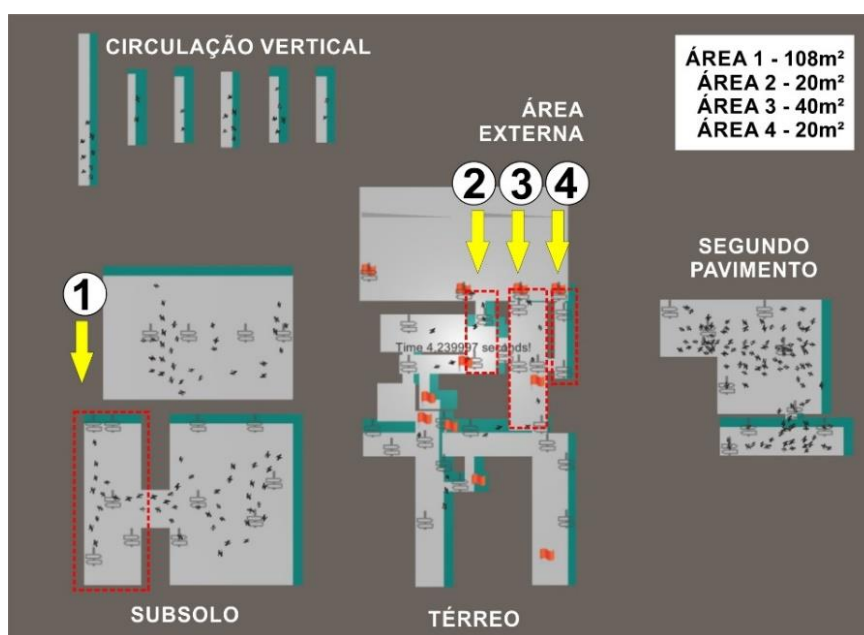 CIRCULAÇÃO VERTICAL
ÁREA 1 - 108m²
ÁREA 2 - 20m²
ÁREA 3 - 40m²
ÁREA 4 - 20m²
ÁREA
EXTERNA
2
3
4
SEGUNDO
PAVIMENTO
1
Time 4.239997 seconds!
SUBSOLO
TÉRREO